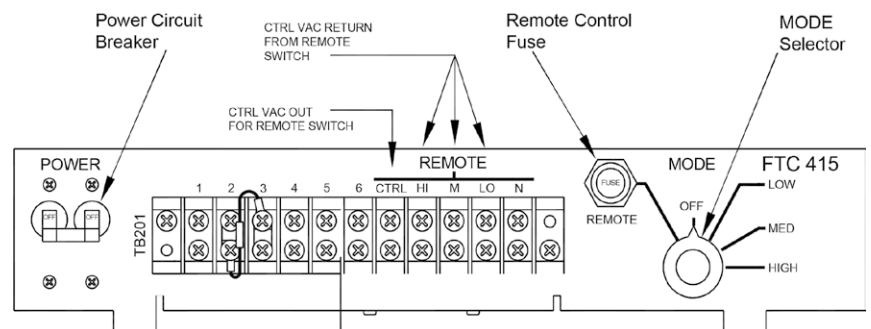 Power Circuit
Breaker
CTRL VAC RETURN
FROM REMOTE
SWITCH
Remote Control
Fuse
MODE
Selector
CTRL VAC OUT
FOR REMOTE SWITCH
POWER
REMOTE
MODE
FTC 415
1 2 3 4 5 6 CTRL HI M LO N
FUSE
LOW
OFF
OFF OFF
REMOTE
TB201
MED
HIGH